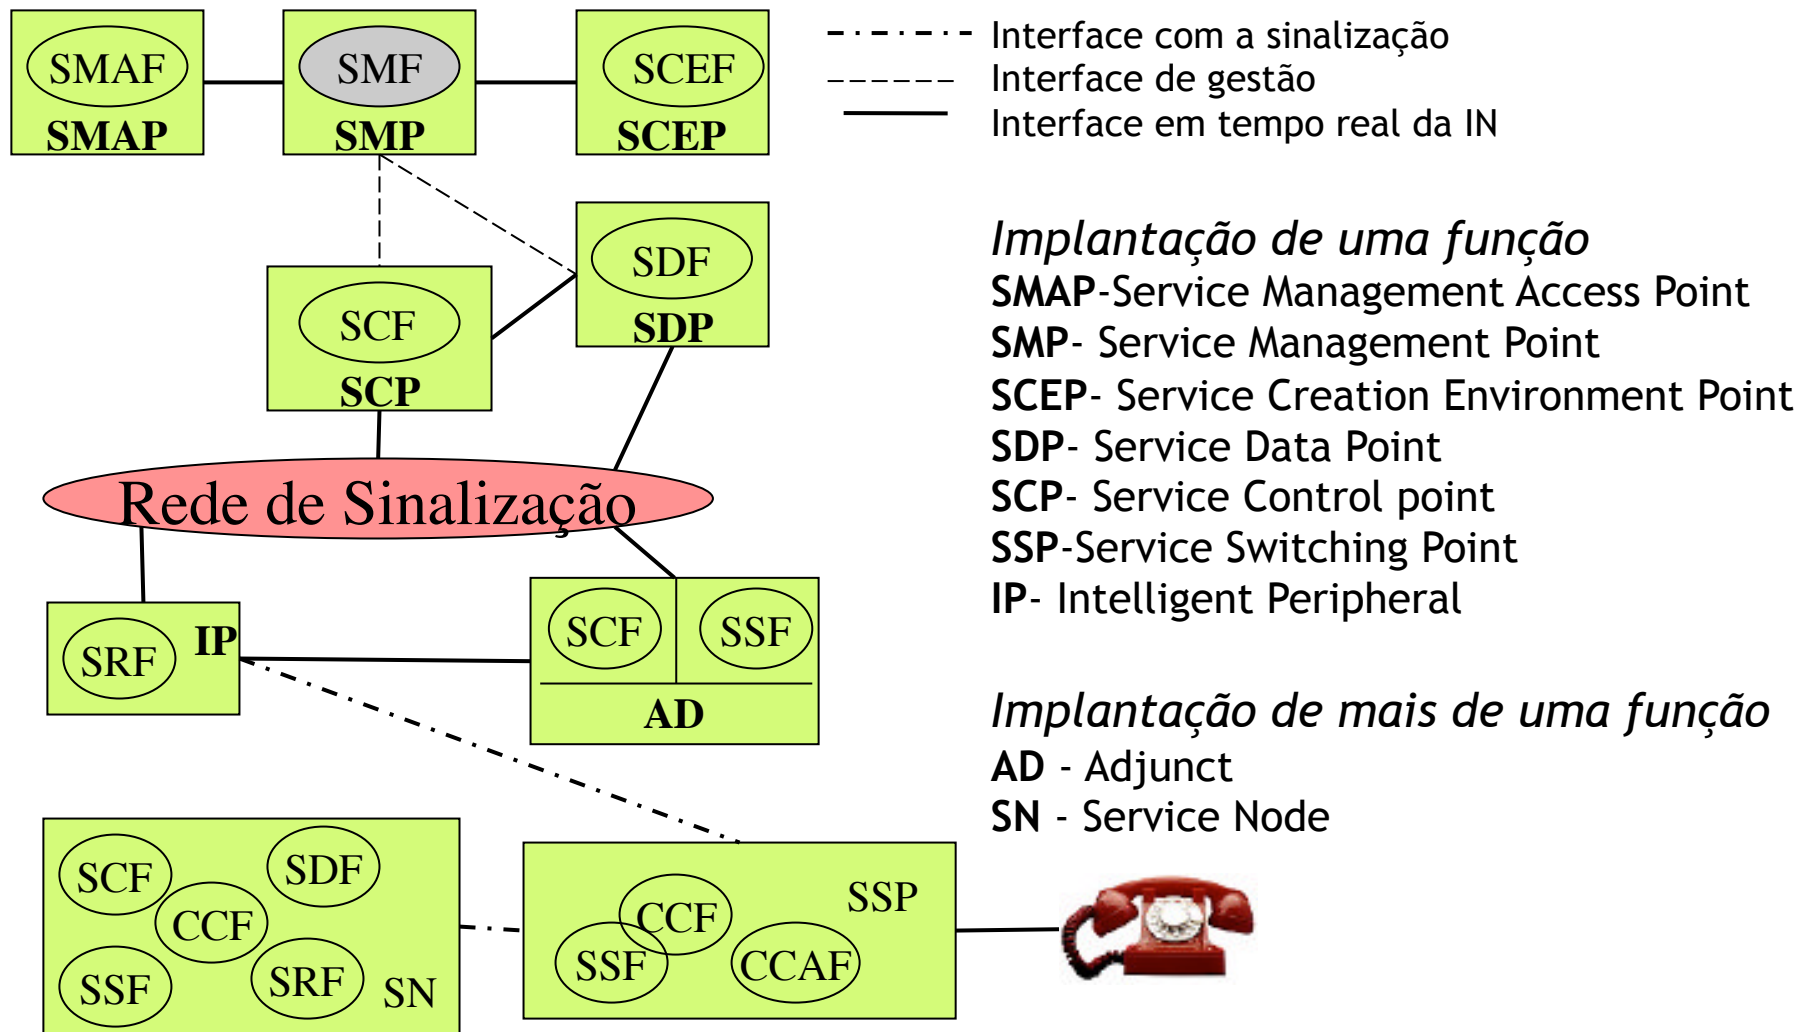 SMAF
SMAP
SMF
SMP
SCEF
SCEP
Interface com a sinalização
Interface de gestão
Interface em tempo real da IN
SCF
SCP
SDF
SDP
Rede de Sinalização
SRF
IP
SCF
SSF
AD
SCF
SDF
CCF
SSF
SRF
SN
CCF
SSP
SSF
CCAF
Implantação de uma função
SMAP-Service Management Access Point
SMP- Service Management Point
SCEP- Service Creation Environment Point
SDP- Service Data Point
SCP- Service Control point
SSP-Service Switching Point
IP- Intelligent Peripheral
Implantação de mais de uma função
AD - Adjunct
SN - Service Node